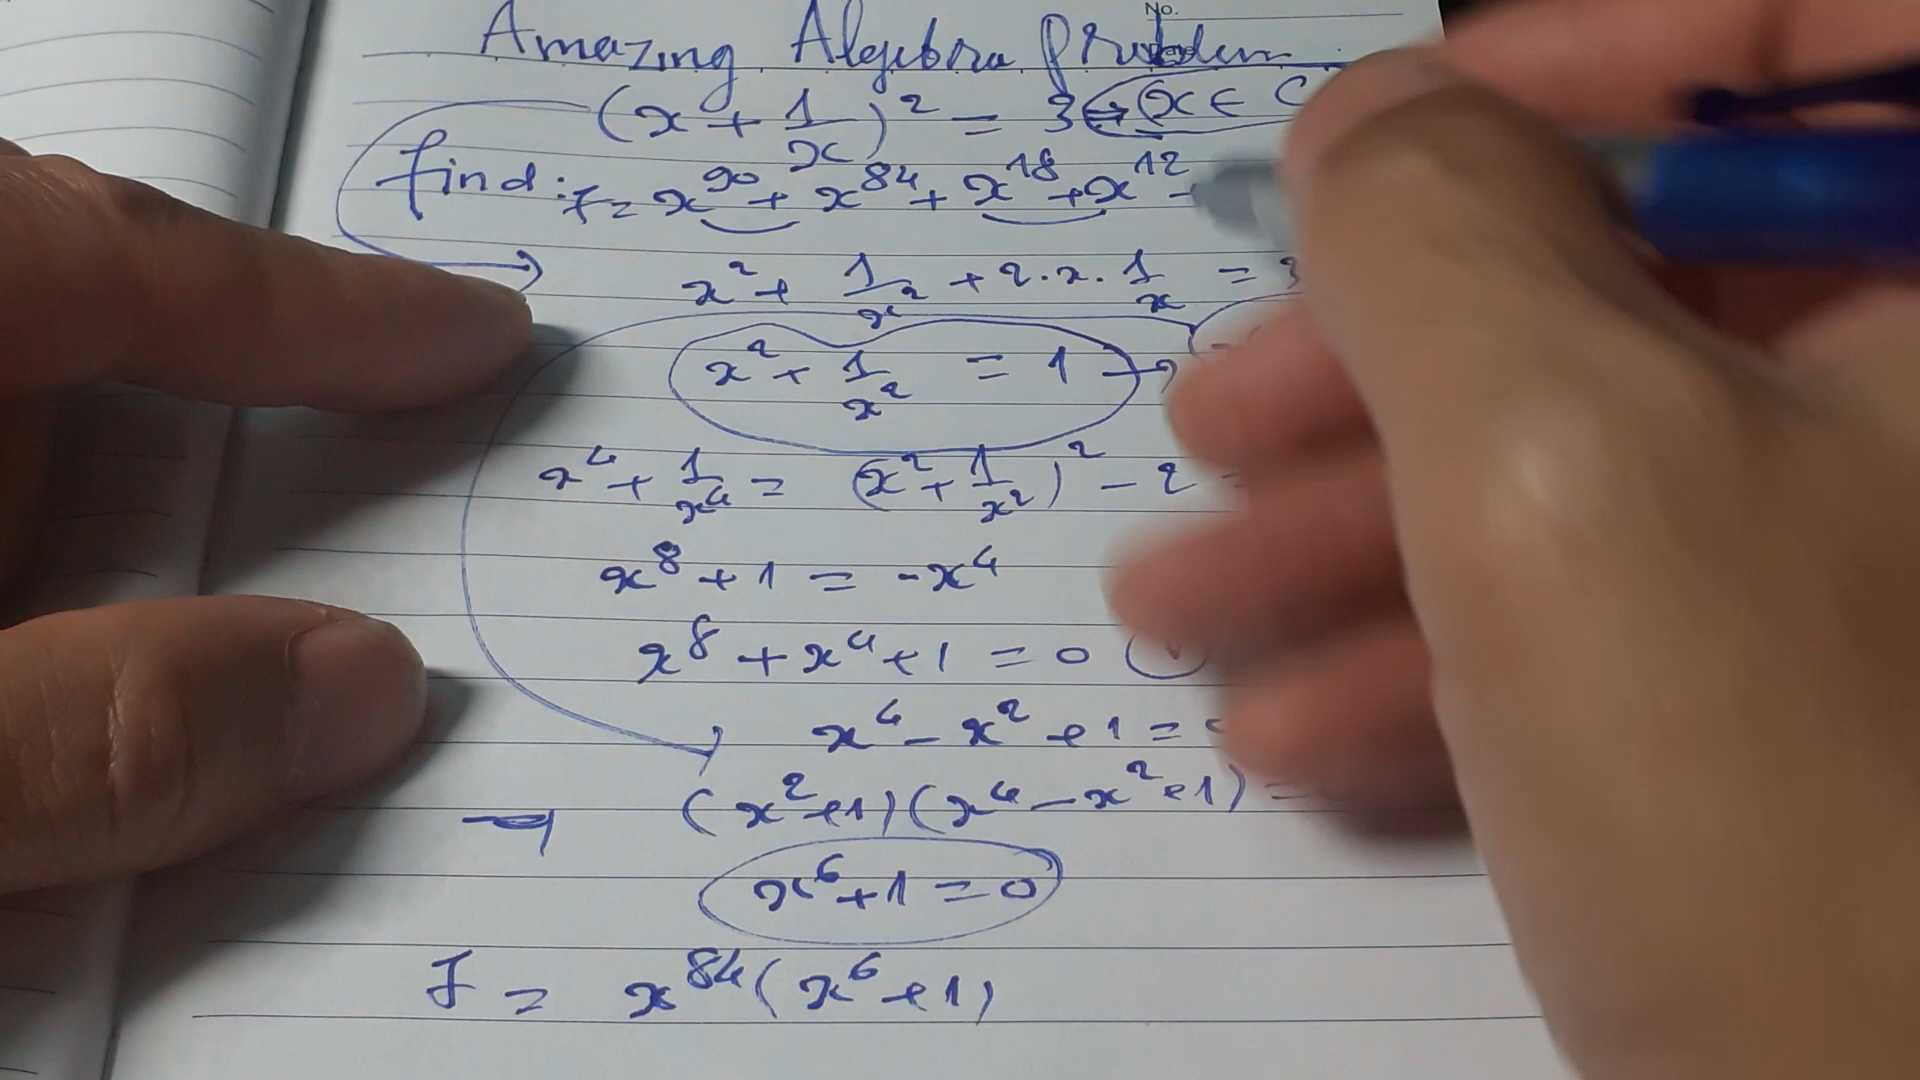 No.
Amazing Algebra Problem
(x + 1/x)² = 3 → x ∈ C
find: f = x⁹⁰ + x⁸⁴ + x¹⁸ + x¹² +
x² + 1/x² + 2 · x · 1/x = 3
x² + 1/x² = 1 →
x⁴ + 1/x⁴ = (x² + 1/x²)² - 2
x⁸ + 1 = -x⁴
x⁸ + x⁴ + 1 = 0
x⁴ - x² + 1 =
(x² + 1)(x⁴ - x² + 1) =
x⁶ + 1 = 0
f = x⁸⁴(x⁶ + 1)